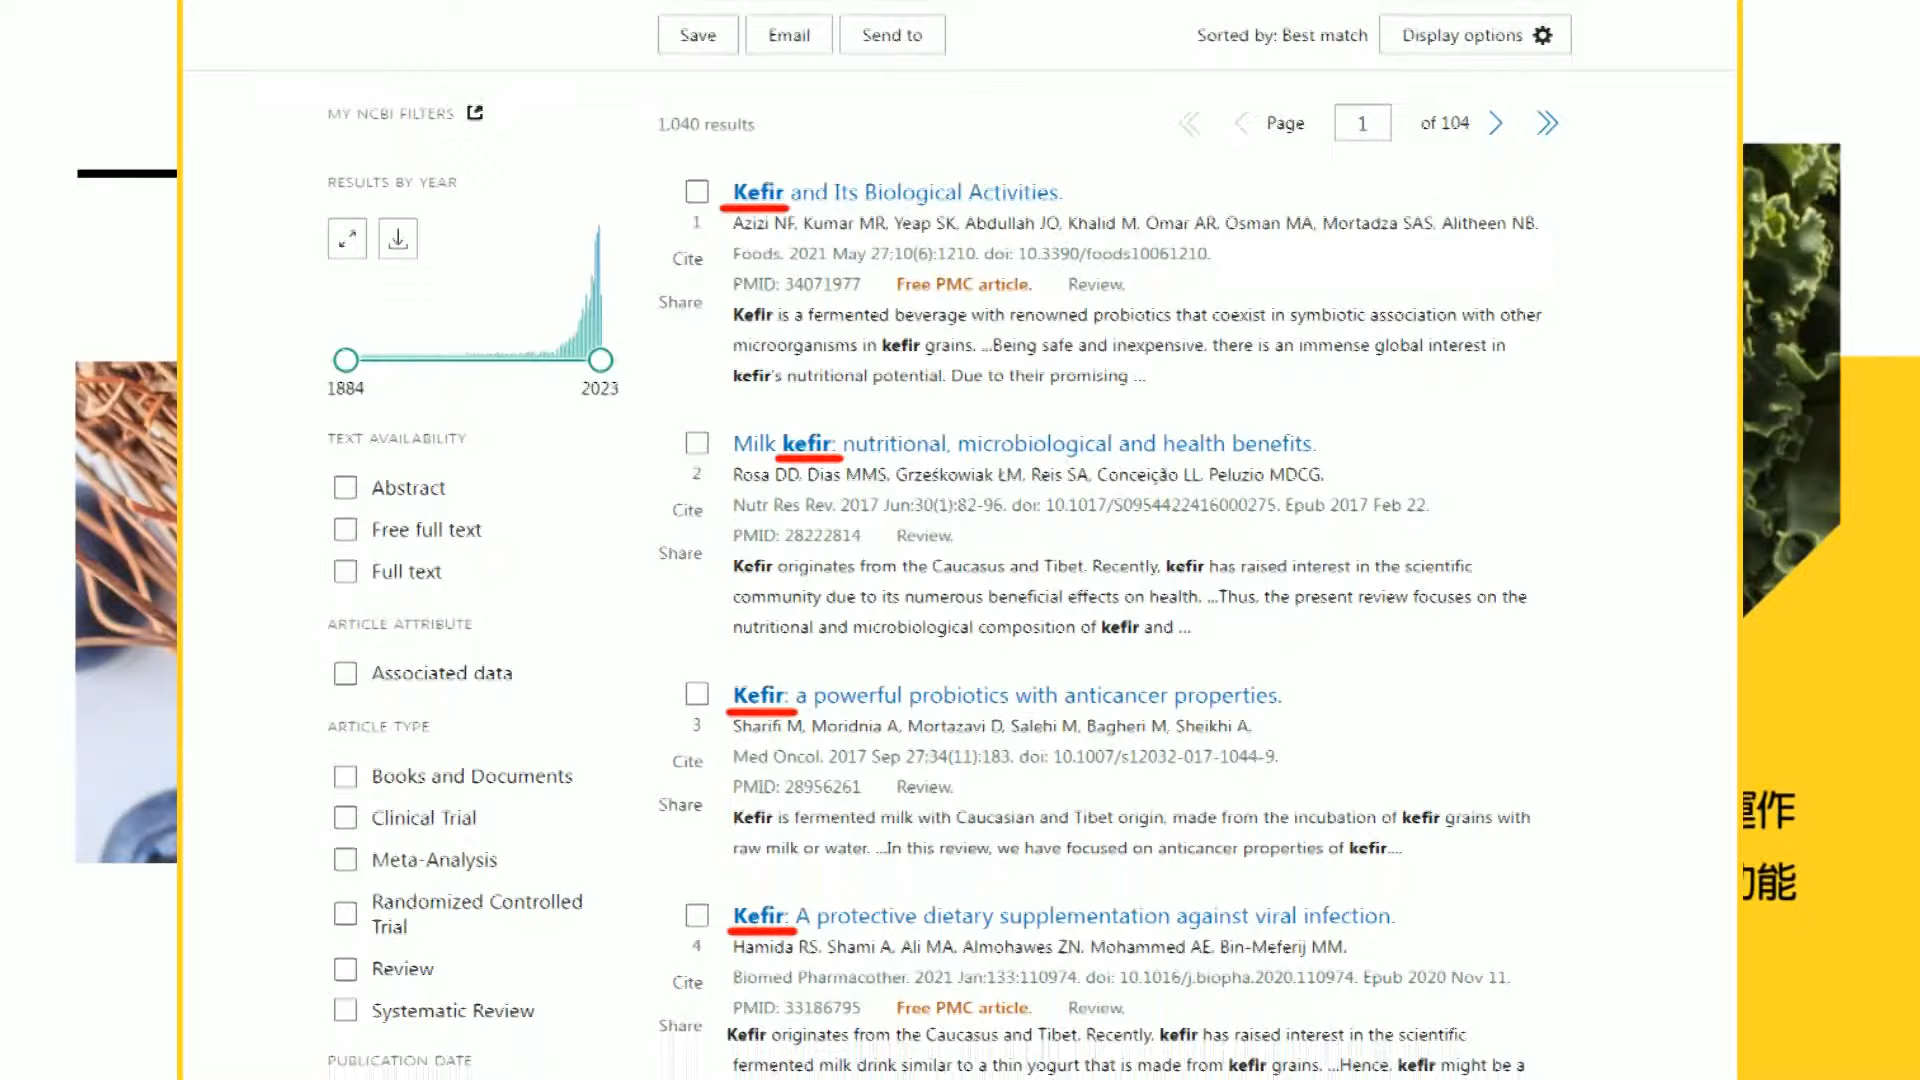 Save
Email
Send to
Sorted by: Best match
Display options
MY NCBI FILTERS
1,040 results
Page
1
of 104
RESULTS BY YEAR
1884
2023
TEXT AVAILABILITY
Abstract
Free full text
Full text
ARTICLE ATTRIBUTE
Associated data
ARTICLE TYPE
Books and Documents
Clinical Trial
Meta-Analysis
Randomized Controlled
Trial
Review
Systematic Review
PUBLICATION DATE
Kefir and Its Biological Activities.
1
Azizi NF, Kumar MR, Yeap SK, Abdullah JO, Khalid M, Omar AR, Osman MA, Mortadza SAS, Alitheen NB.
Cite
Foods. 2021 May 27;10(6):1210. doi: 10.3390/foods10061210.
PMID: 34071977 Free PMC article. Review.
Share
Kefir is a fermented beverage with renowned probiotics that coexist in symbiotic association with other
microorganisms in kefir grains. ...Being safe and inexpensive, there is an immense global interest in
kefir's nutritional potential. Due to their promising ...
Milk kefir: nutritional, microbiological and health benefits.
2
Rosa DD, Dias MMS, Grześkowiak ŁM, Reis SA, Conceição LL, Peluzio MDCG.
Cite
Nutr Res Rev. 2017 Jun;30(1):82-96. doi: 10.1017/S0954422416000275. Epub 2017 Feb 22.
PMID: 28222814 Review.
Share
Kefir originates from the Caucasus and Tibet. Recently, kefir has raised interest in the scientific
community due to its numerous beneficial effects on health. ...Thus, the present review focuses on the
nutritional and microbiological composition of kefir and ...
Kefir: a powerful probiotics with anticancer properties.
3
Sharifi M, Moridnia A, Mortazavi D, Salehi M, Bagheri M, Sheikhi A.
Cite
Med Oncol. 2017 Sep 27;34(11):183. doi: 10.1007/s12032-017-1044-9.
PMID: 28956261 Review.
Share
Kefir is fermented milk with Caucasian and Tibet origin, made from the incubation of kefir grains with
raw milk or water. ...In this review, we have focused on anticancer properties of kefir....
Kefir: A protective dietary supplementation against viral infection.
4
Hamida RS, Shami A, Ali MA, Almohawes ZN, Mohammed AE, Bin-Meferij MM.
Cite
Biomed Pharmacother. 2021 Jan;133:110974. doi: 10.1016/j.biopha.2020.110974. Epub 2020 Nov 11.
PMID: 33186795 Free PMC article. Review.
Share
Kefir originates from the Caucasus and Tibet. Recently, kefir has raised interest in the scientific
fermented milk drink similar to a thin yogurt that is made from kefir grains. ...Hence, kefir might be a
運作
功能